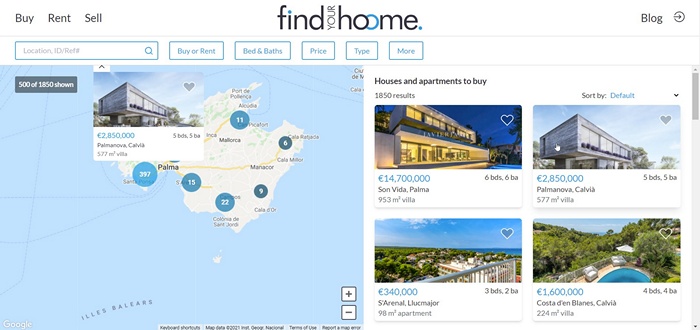 Buy
Rent
Sell
find YOUR hoome.
Blog
Location, ID/Ref#
Buy or Rent
Bed & Baths
Price
Type
More
500 of 1850 shown
€2,850,000
5 bds, 5 ba
Palmanova, Calvià
577 m² villa
Port de Pollença
Alcúdia
11
Inca
Mallorca
Cala Ratjada
6
Cala Millor
Manacor
397
Palma
15
9
22
Cala d'Or
Colònia de Sant Jordi
ILLES BALEARS
+
−
Google
Keyboard shortcuts
Map data ©2021 Inst. Geogr. Nacional
Terms of Use
Report a map error
Houses and apartments to buy
1850 results
Sort by: Default
JAVIER
€14,700,000
6 bds, 6 ba
Son Vida, Palma
953 m² villa
€2,850,000
5 bds, 5 ba
Palmanova, Calvià
577 m² villa
€340,000
3 bds, 2 ba
S'Arenal, Llucmajor
98 m² apartment
€1,600,000
4 bds, 4 ba
Costa d'en Blanes, Calvià
224 m² villa